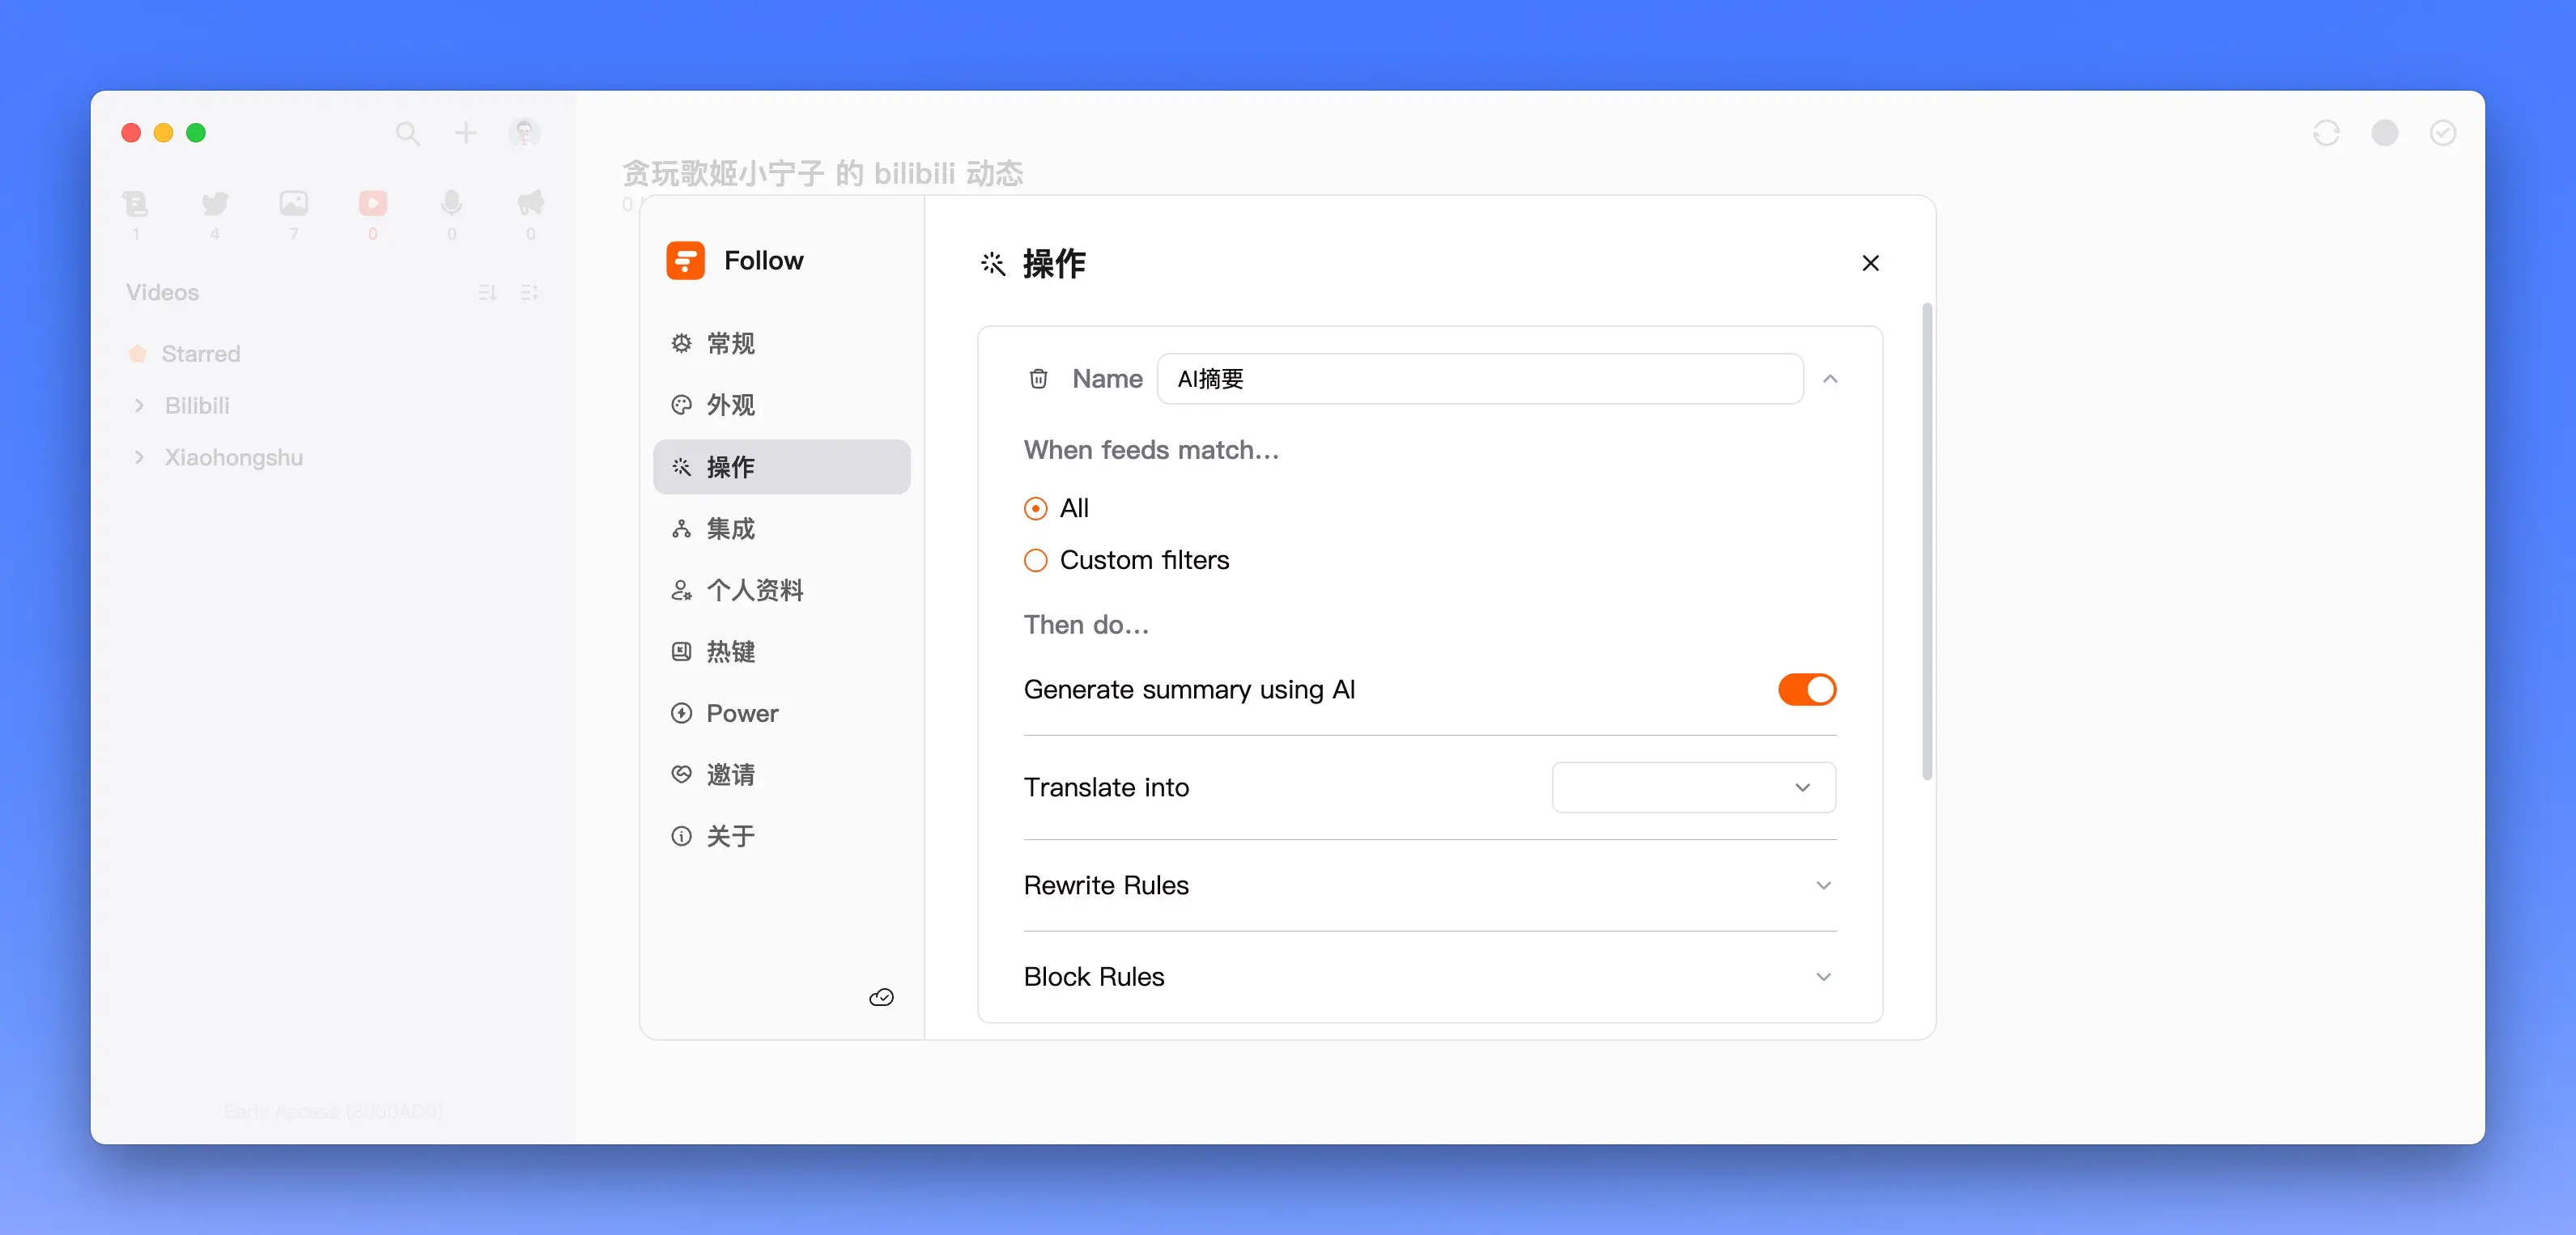 贪玩歌姬小宁子 的 bilibili 动态
0
1
4
7
0
0
0
Videos
Starred
Bilibili
Xiaohongshu
Follow
常规
外观
操作
集成
个人资料
热键
Power
邀请
关于
操作
Name
AI摘要
When feeds match...
All
Custom filters
Then do...
Generate summary using AI
Translate into
Rewrite Rules
Block Rules